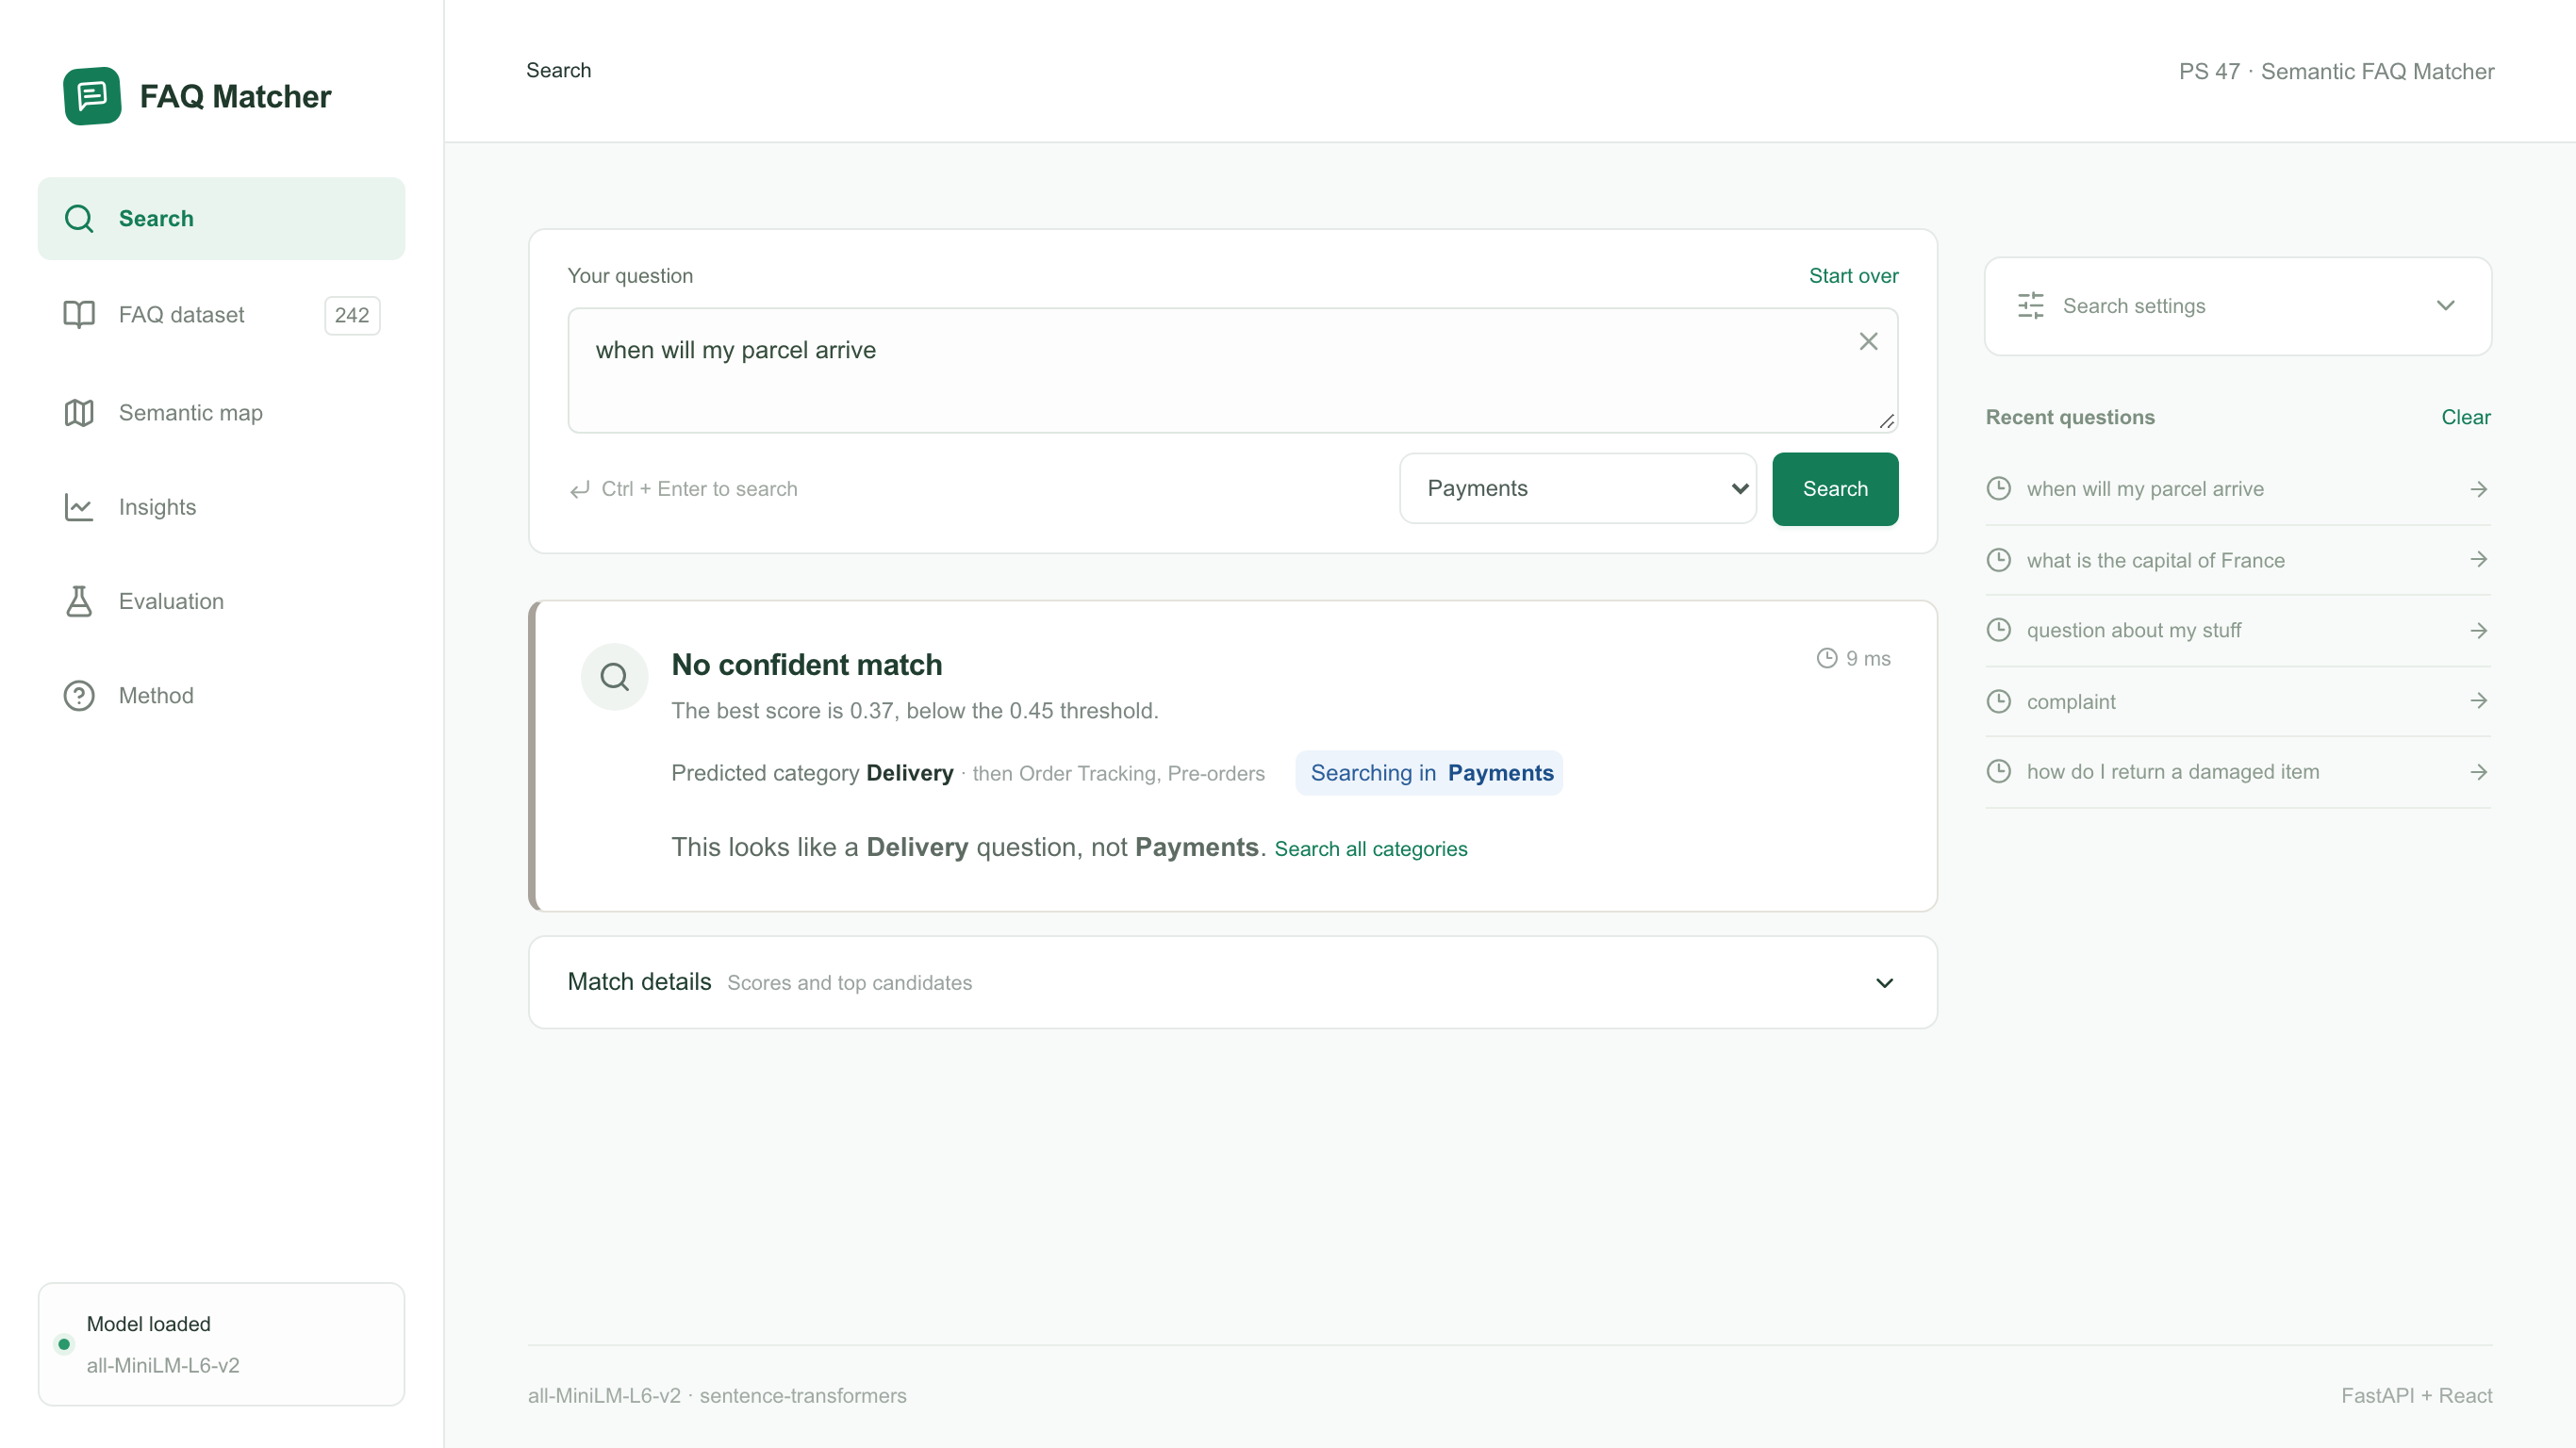 FAQ Matcher
Search
FAQ dataset 242
Semantic map
Insights
Evaluation
Method
Model loaded
all-MiniLM-L6-v2
Search
PS 47 · Semantic FAQ Matcher
Your question
Start over
when will my parcel arrive
Ctrl + Enter to search
Payments
Search
No confident match
9 ms
The best score is 0.37, below the 0.45 threshold.
Predicted category Delivery · then Order Tracking, Pre-orders
Searching in Payments
This looks like a Delivery question, not Payments. Search all categories
Match details Scores and top candidates
Search settings
Recent questions
Clear
when will my parcel arrive
what is the capital of France
question about my stuff
complaint
how do I return a damaged item
all-MiniLM-L6-v2 · sentence-transformers
FastAPI + React